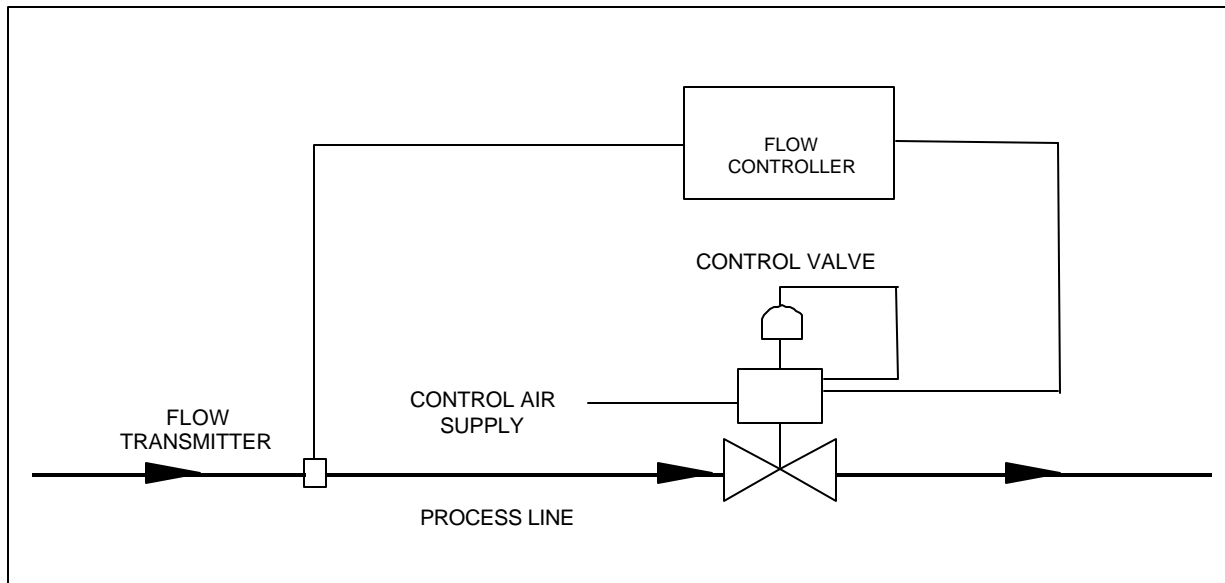 FLOW
CONTROLLER
CONTROL VALVE
CONTROL AIR
SUPPLY
FLOW
TRANSMITTER
PROCESS LINE